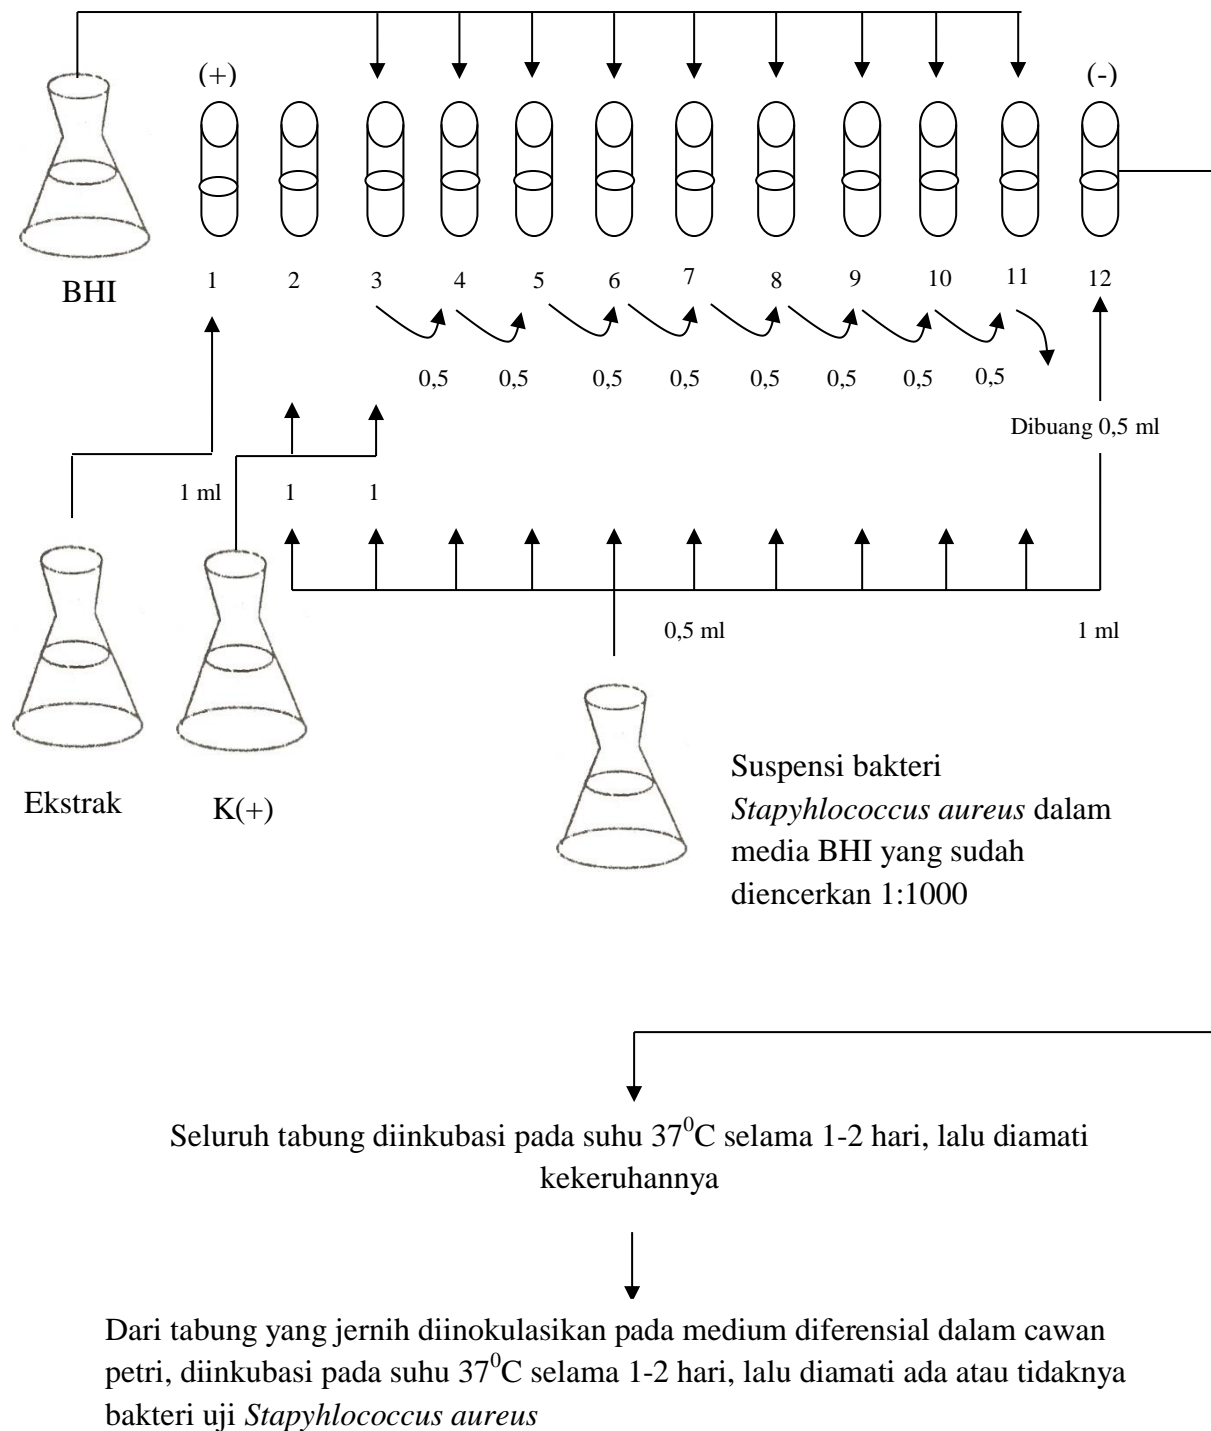 (+) (-)
BHI
1 2 3 4 5 6 7 8 9 10 11 12
0,5 0,5 0,5 0,5 0,5 0,5 0,5 0,5
Dibuang 0,5 ml
1 ml 1 1
0,5 ml 1 ml
Ekstrak
K(+)
Suspensi bakteri
Stapyhlococcus aureus dalam
media BHI yang sudah
diencerkan 1:1000
Seluruh tabung diinkubasi pada suhu 37⁰C selama 1-2 hari, lalu diamati
kekeruhannya
Dari tabung yang jernih diinokulasikan pada medium diferensial dalam cawan
petri, diinkubasi pada suhu 37⁰C selama 1-2 hari, lalu diamati ada atau tidaknya
bakteri uji Stapyhlococcus aureus